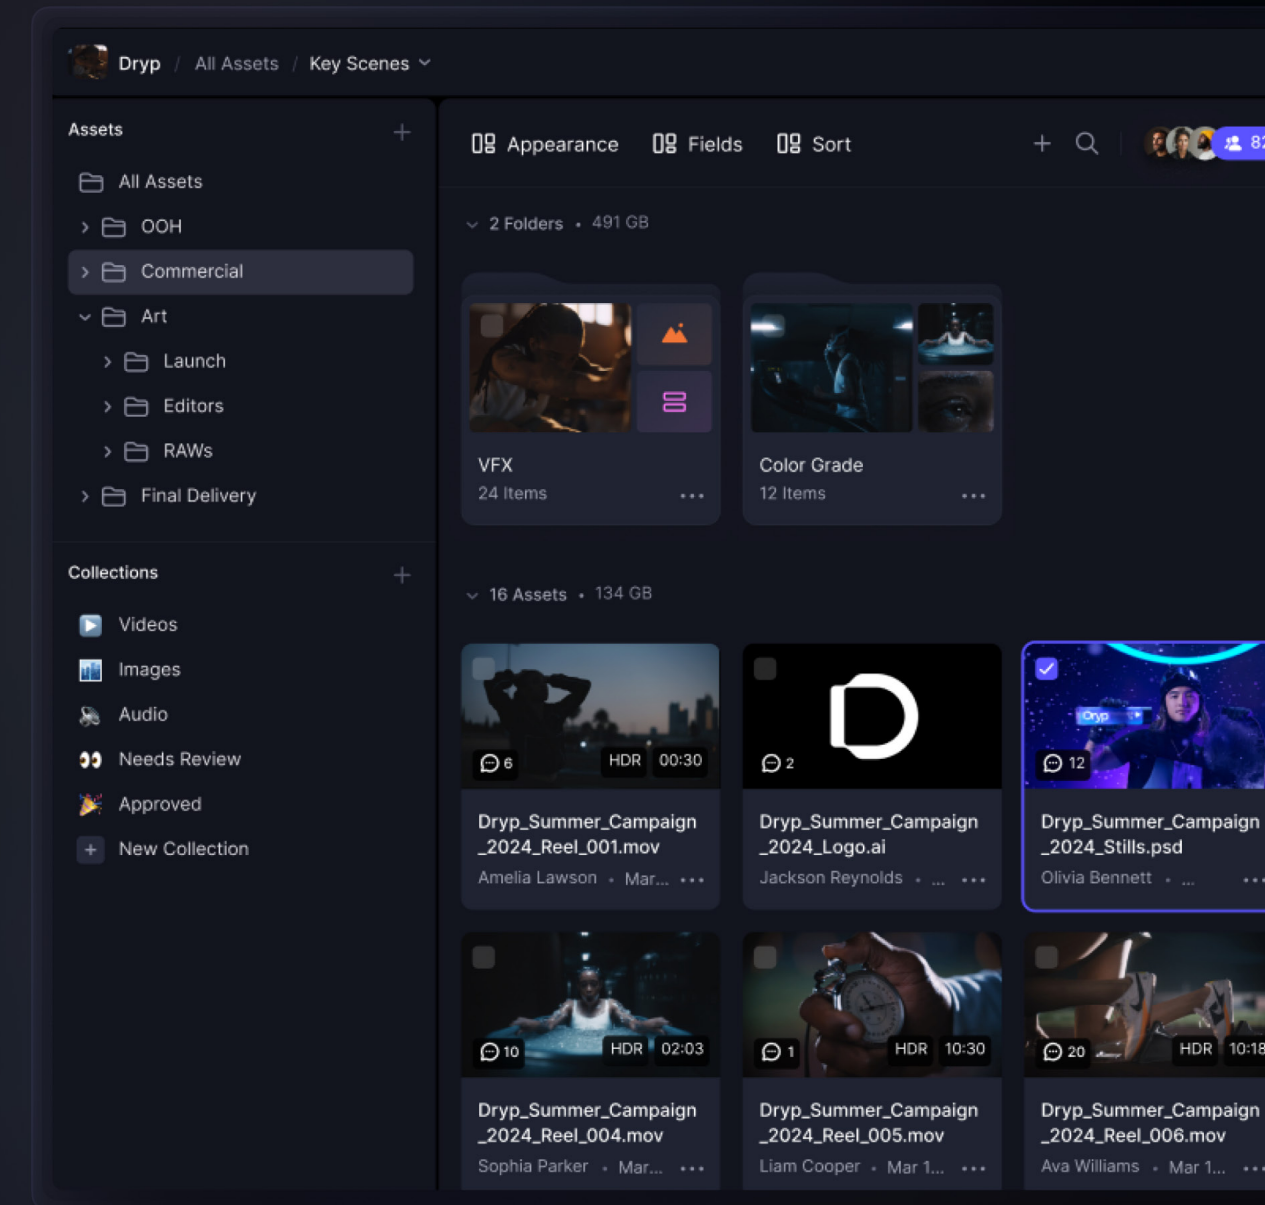 Dryp / All Assets / Key Scenes
Assets
All Assets
OOH
Commercial
Art
Launch
Editors
RAWs
Final Delivery
Collections
Videos
Images
Audio
Needs Review
Approved
New Collection
Appearance
Fields
Sort
82
2 Folders • 491 GB
VFX
24 Items
Color Grade
12 Items
16 Assets • 134 GB
6
HDR
00:30
Dryp_Summer_Campaign
_2024_Reel_001.mov
Amelia Lawson • Mar...
2
Dryp_Summer_Campaign
_2024_Logo.ai
Jackson Reynolds • ...
Oryp
12
Dryp_Summer_Campaign
_2024_Stills.psd
Olivia Bennett • ...
10
HDR
02:03
Dryp_Summer_Campaign
_2024_Reel_004.mov
Sophia Parker • Mar...
1
HDR
10:30
Dryp_Summer_Campaign
_2024_Reel_005.mov
Liam Cooper • Mar 1...
20
HDR
10:18
Dryp_Summer_Campaign
_2024_Reel_006.mov
Ava Williams • Mar 1...